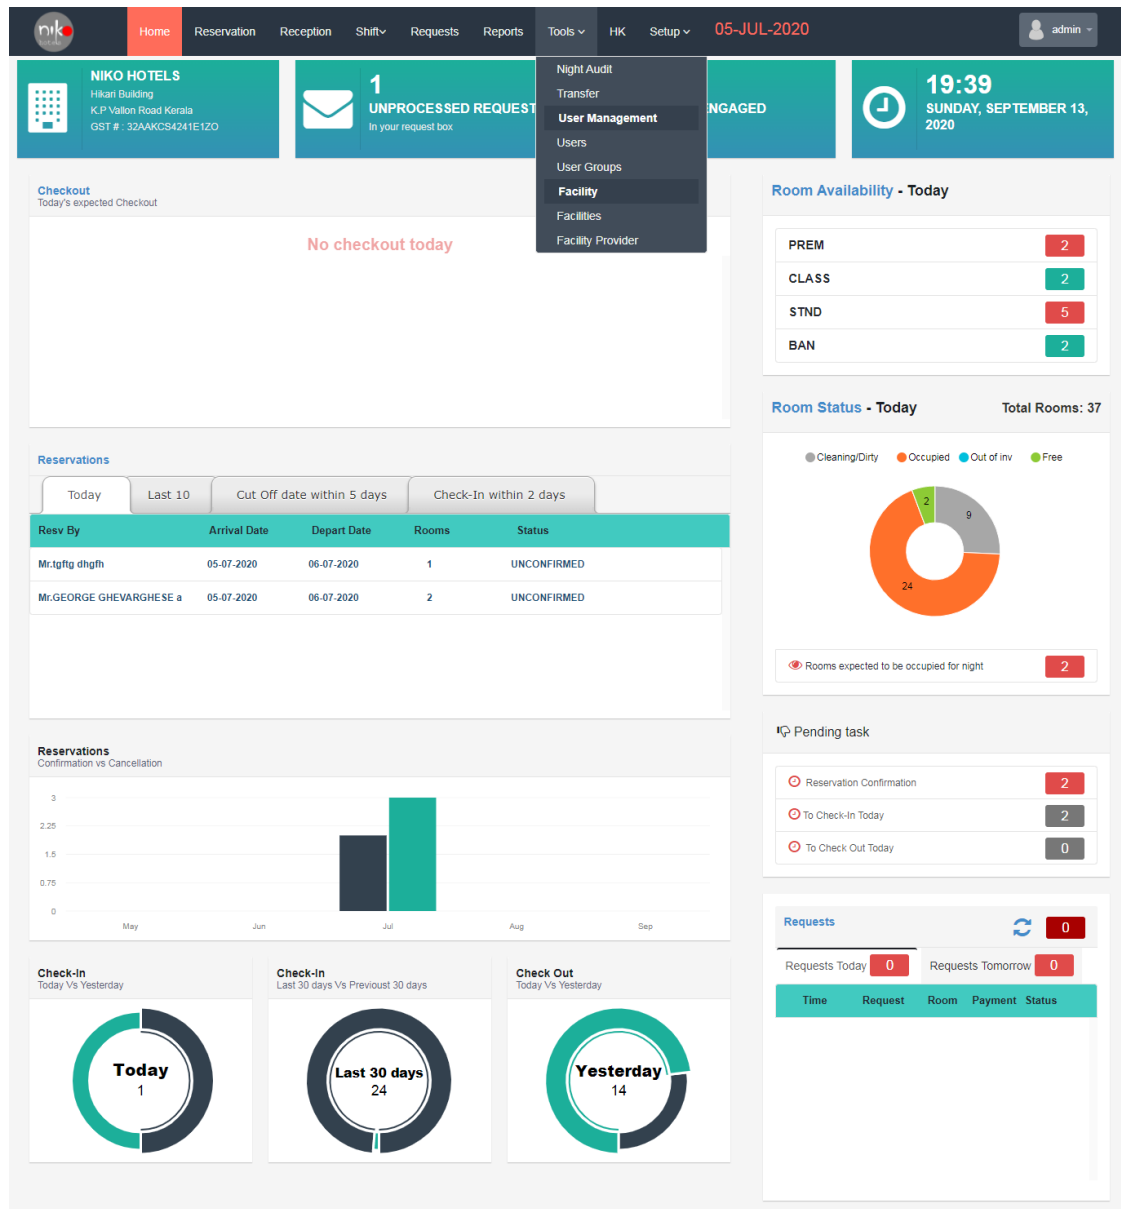 niko
Home Reservation Reception Shift Requests Reports Tools HK Setup 05-JUL-2020 admin
Night Audit
Transfer
User Management
Users
User Groups
Facility
Facilities
Facility Provider
NIKO HOTELS
Hikari Building
K.P Vallon Road Kerala
GST # : 32AAKCS4241E1ZO
1
UNPROCESSED REQUEST
In your request box
NGAGED
19:39
SUNDAY, SEPTEMBER 13,
2020
Checkout
Today's expected Checkout
No checkout today
Room Availability - Today
PREM 2
CLASS 2
STND 5
BAN 2
Room Status - Today Total Rooms: 37
Cleaning/Dirty Occupied Out of inv Free
2
9
24
Rooms expected to be occupied for night 2
Reservations
Today Last 10 Cut Off date within 5 days Check-In within 2 days
Resv By Arrival Date Depart Date Rooms Status
Mr.tgftg dhgfh 05-07-2020 06-07-2020 1 UNCONFIRMED
Mr.GEORGE GHEVARGHESE a 05-07-2020 06-07-2020 2 UNCONFIRMED
Pending task
Reservation Confirmation 2
To Check-In Today 2
To Check Out Today 0
Reservations
Confirmation vs Cancellation
3
2.25
1.5
0.75
0
May Jun Jul Aug Sep
Requests 0
Requests Today 0 Requests Tomorrow 0
Time Request Room Payment Status
Check-In
Today Vs Yesterday
Today
1
Check-In
Last 30 days Vs Previoust 30 days
Last 30 days
24
Check Out
Today Vs Yesterday
Yesterday
14